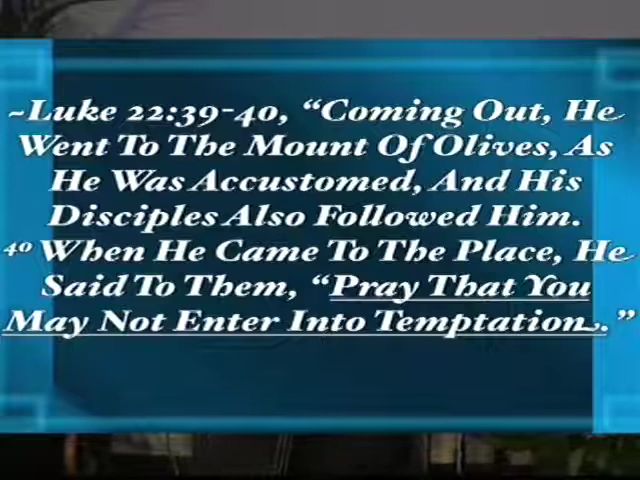 ~Luke 22:39-40, “Coming Out, He
Went To The Mount Of Olives, As
He Was Accustomed, And His
Disciples Also Followed Him.
⁴⁰ When He Came To The Place, He
Said To Them, “Pray That You
May Not Enter Into Temptation.”